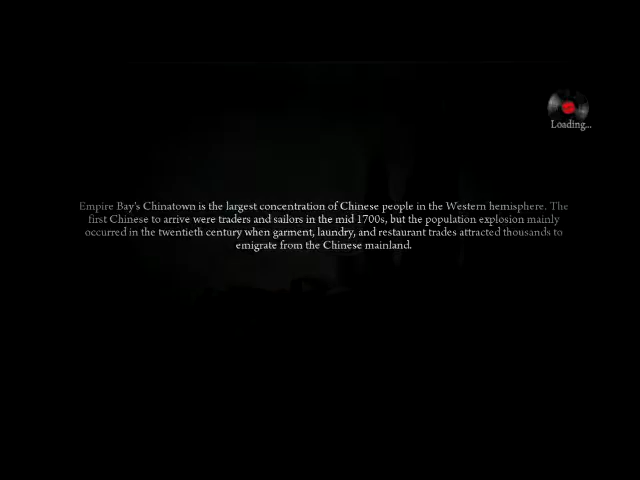 Loading...
Empire Bay's Chinatown is the largest concentration of Chinese people in the Western hemisphere. The
first Chinese to arrive were traders and sailors in the mid 1700s, but the population explosion mainly
occurred in the twentieth century when garment, laundry, and restaurant trades attracted thousands to
emigrate from the Chinese mainland.